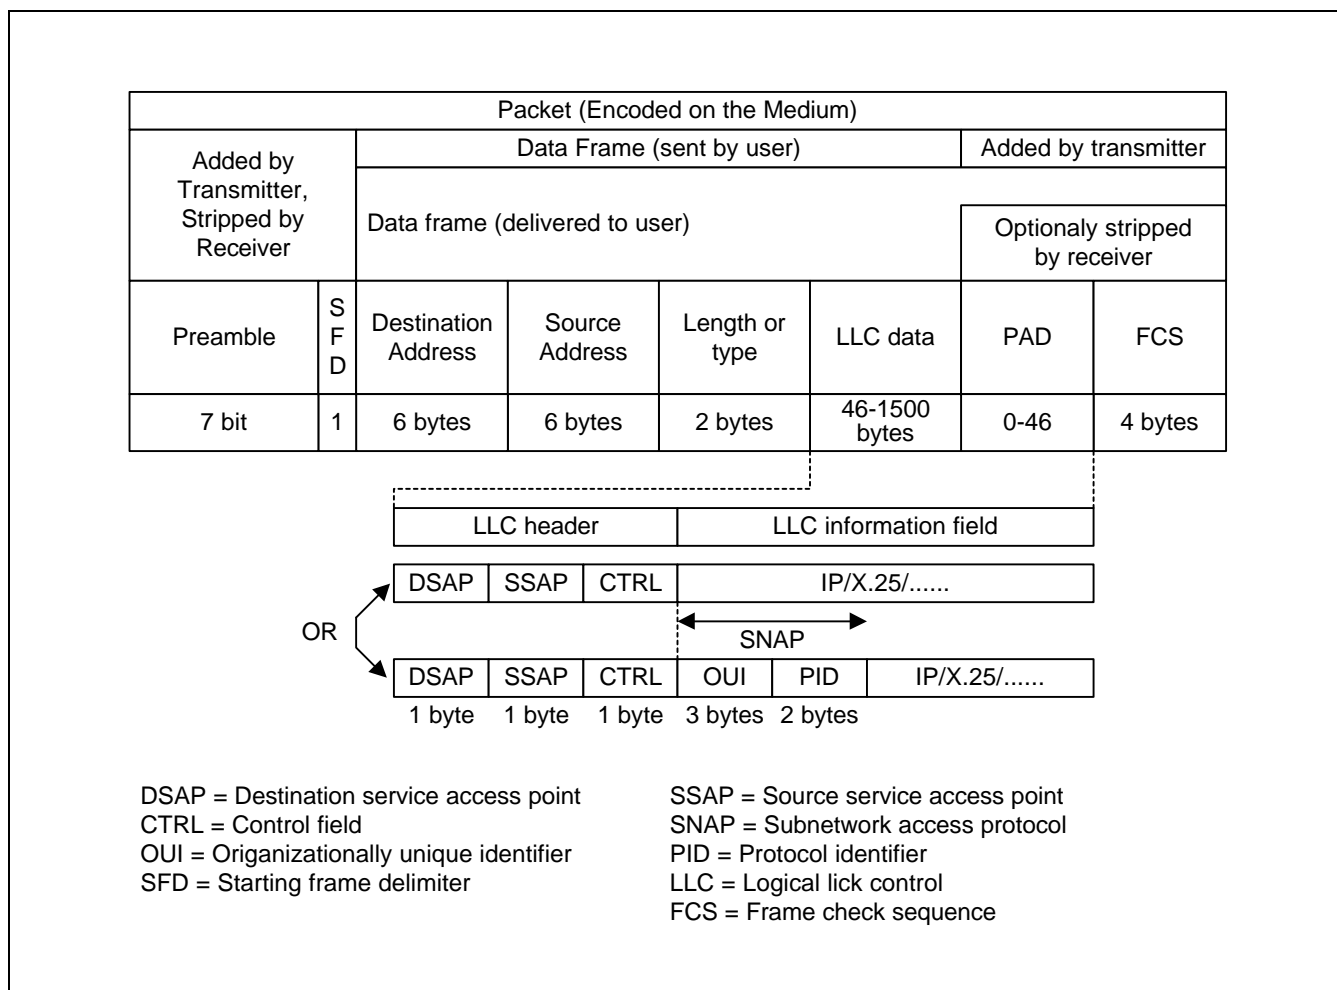 Packet (Encoded on the Medium)
Added by
Transmitter,
Stripped by
Receiver
Data Frame (sent by user)
Added by transmitter
Data frame (delivered to user)
Optionaly stripped
by receiver
Preamble
S
F
D
Destination
Address
Source
Address
Length or
type
LLC data
PAD
FCS
7 bit
1
6 bytes
6 bytes
2 bytes
46-1500
bytes
0-46
4 bytes
LLC header
LLC information field
DSAP
SSAP
CTRL
IP/X.25/......
OR
SNAP
DSAP
SSAP
CTRL
OUI
PID
IP/X.25/......
1 byte
1 byte
1 byte
3 bytes
2 bytes
DSAP = Destination service access point
CTRL = Control field
OUI = Origanizationally unique identifier
SFD = Starting frame delimiter
SSAP = Source service access point
SNAP = Subnetwork access protocol
PID = Protocol identifier
LLC = Logical lick control
FCS = Frame check sequence